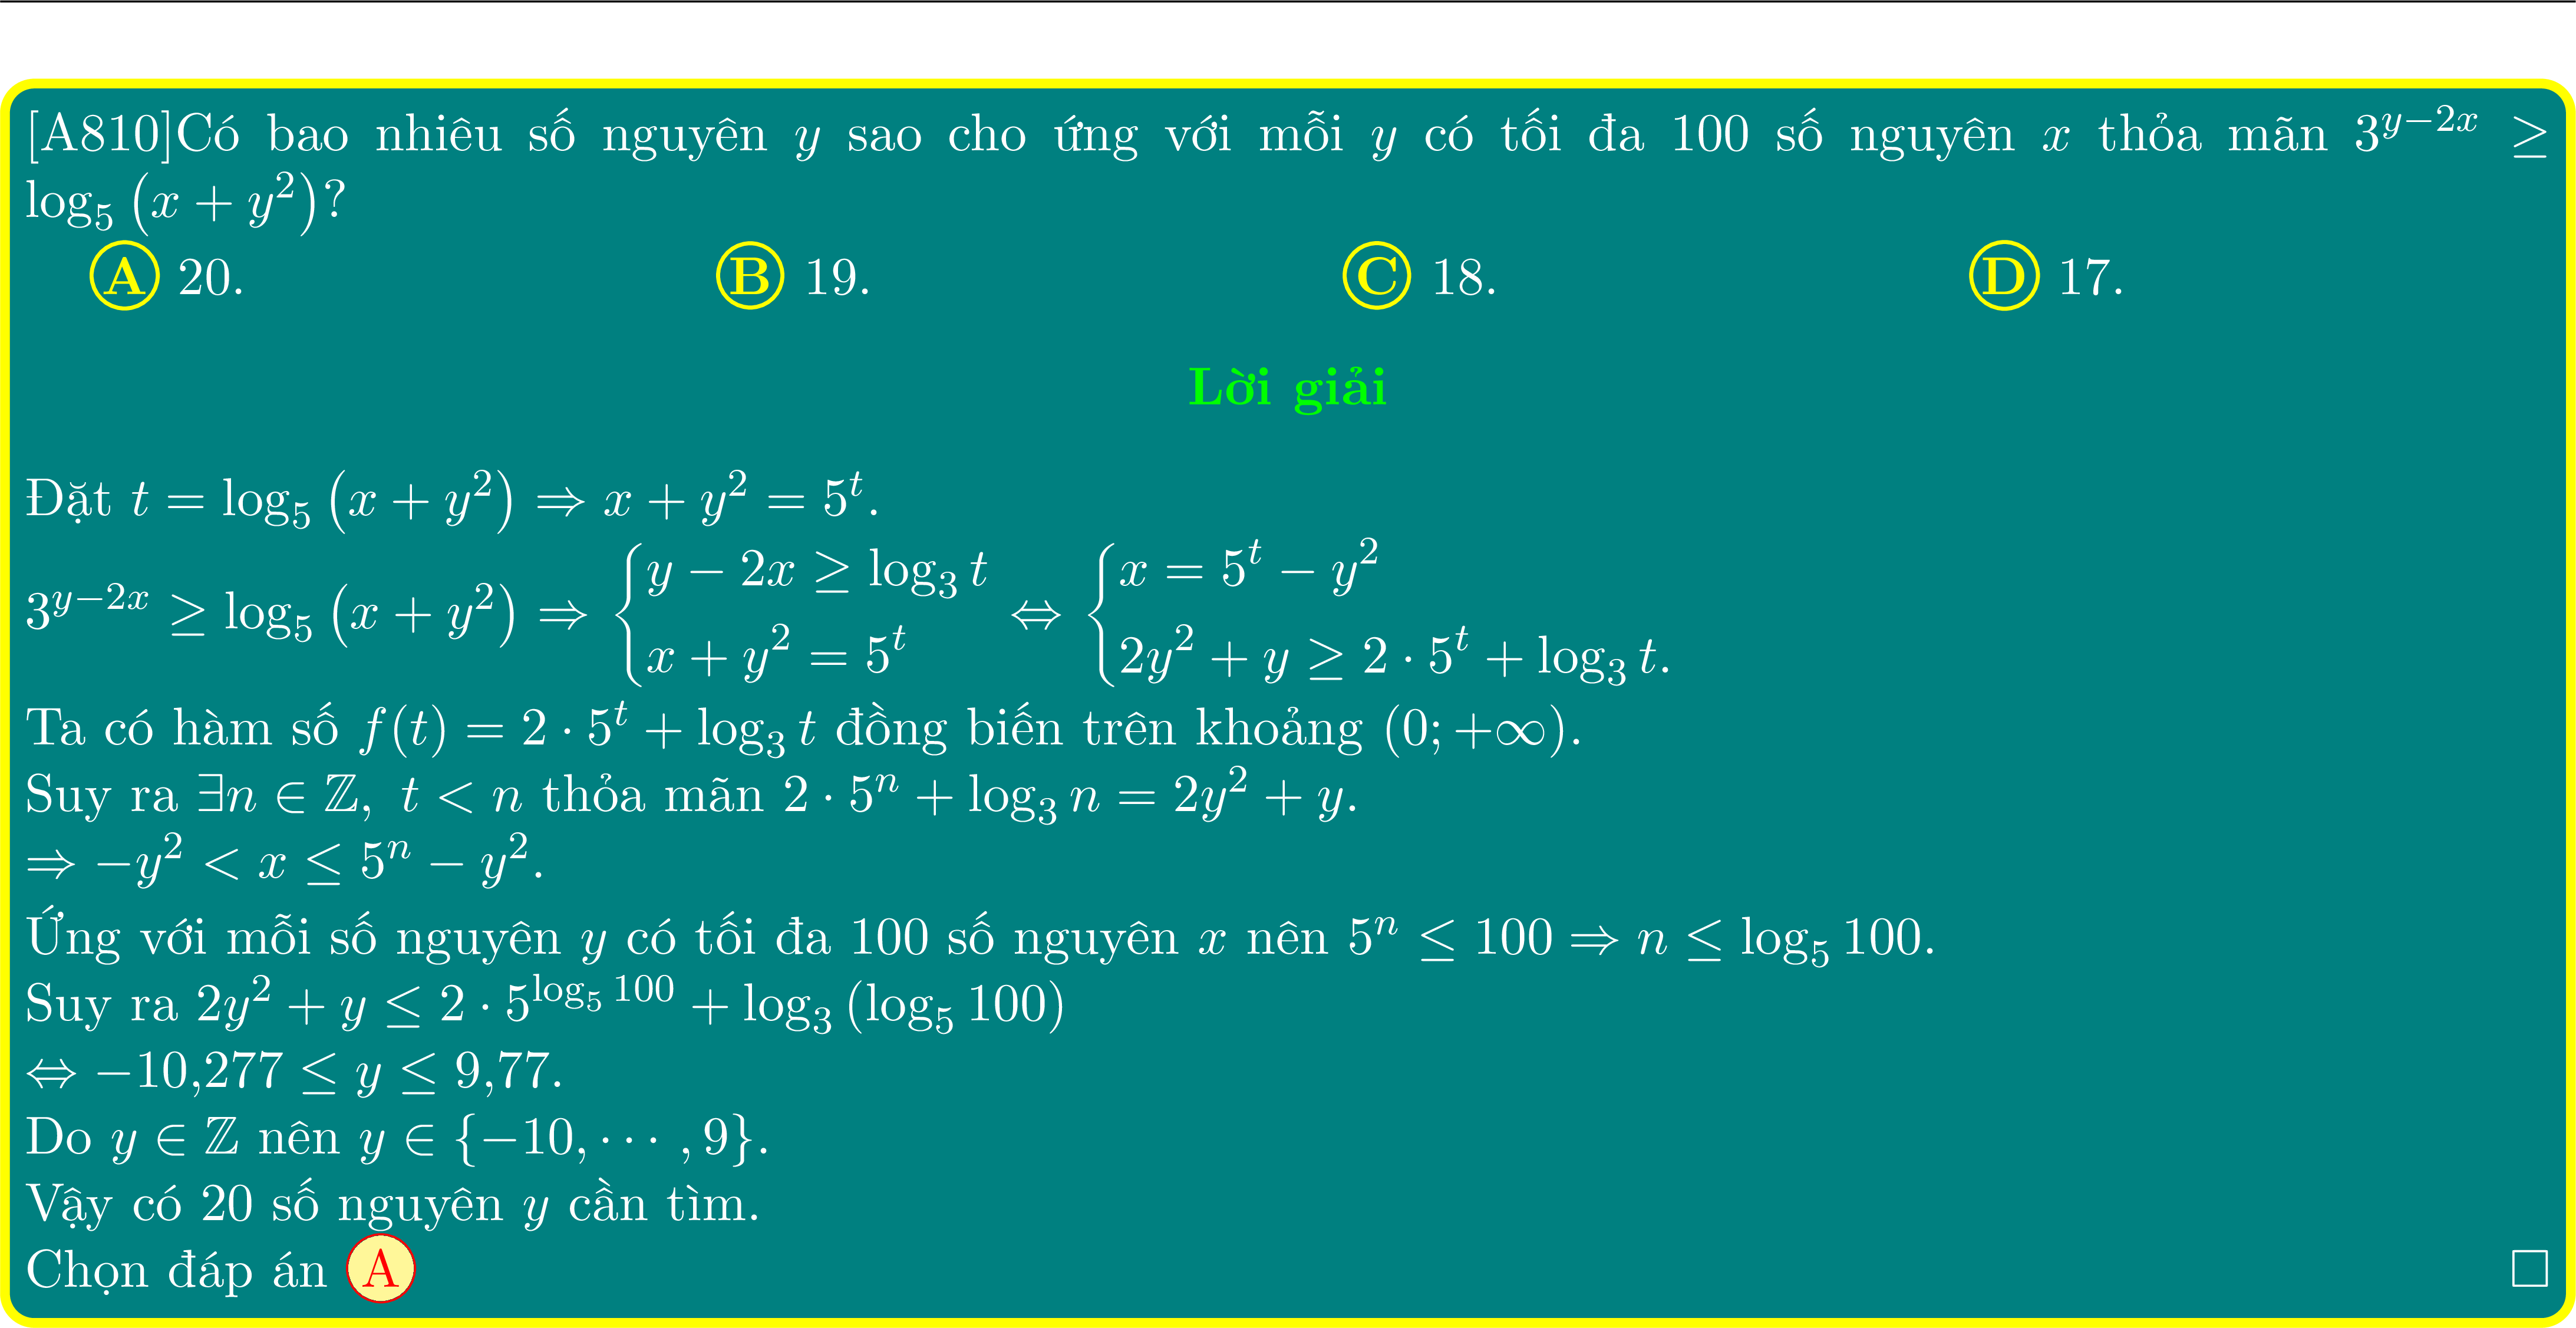 [A810]Có bao nhiêu số nguyên y sao cho ứng với mỗi y có tối đa 100 số nguyên x thỏa mãn $3^{y-2x} \geq$
$\log_5 (x + y^2)$?
A 20. B 19. C 18. D 17.
Lời giải
Đặt $t = \log_5 (x + y^2) \Rightarrow x + y^2 = 5^t$.
$3^{y-2x} \geq \log_5 (x + y^2) \Rightarrow \begin{cases} y - 2x \geq \log_3 t \\ x + y^2 = 5^t \end{cases} \Leftrightarrow \begin{cases} x = 5^t - y^2 \\ 2y^2 + y \geq 2 \cdot 5^t + \log_3 t. \end{cases}$
Ta có hàm số $f(t) = 2 \cdot 5^t + \log_3 t$ đồng biến trên khoảng $(0; +\infty)$.
Suy ra $\exists n \in \mathbb{Z},\ t < n$ thỏa mãn $2 \cdot 5^n + \log_3 n = 2y^2 + y$.
$\Rightarrow -y^2 < x \leq 5^n - y^2$.
Ứng với mỗi số nguyên y có tối đa 100 số nguyên x nên $5^n \leq 100 \Rightarrow n \leq \log_5 100$.
Suy ra $2y^2 + y \leq 2 \cdot 5^{\log_5 100} + \log_3 (\log_5 100)$
$\Leftrightarrow -10{,}277 \leq y \leq 9{,}77$.
Do $y \in \mathbb{Z}$ nên $y \in \{-10, \cdots, 9\}$.
Vậy có 20 số nguyên y cần tìm.
Chọn đáp án A □